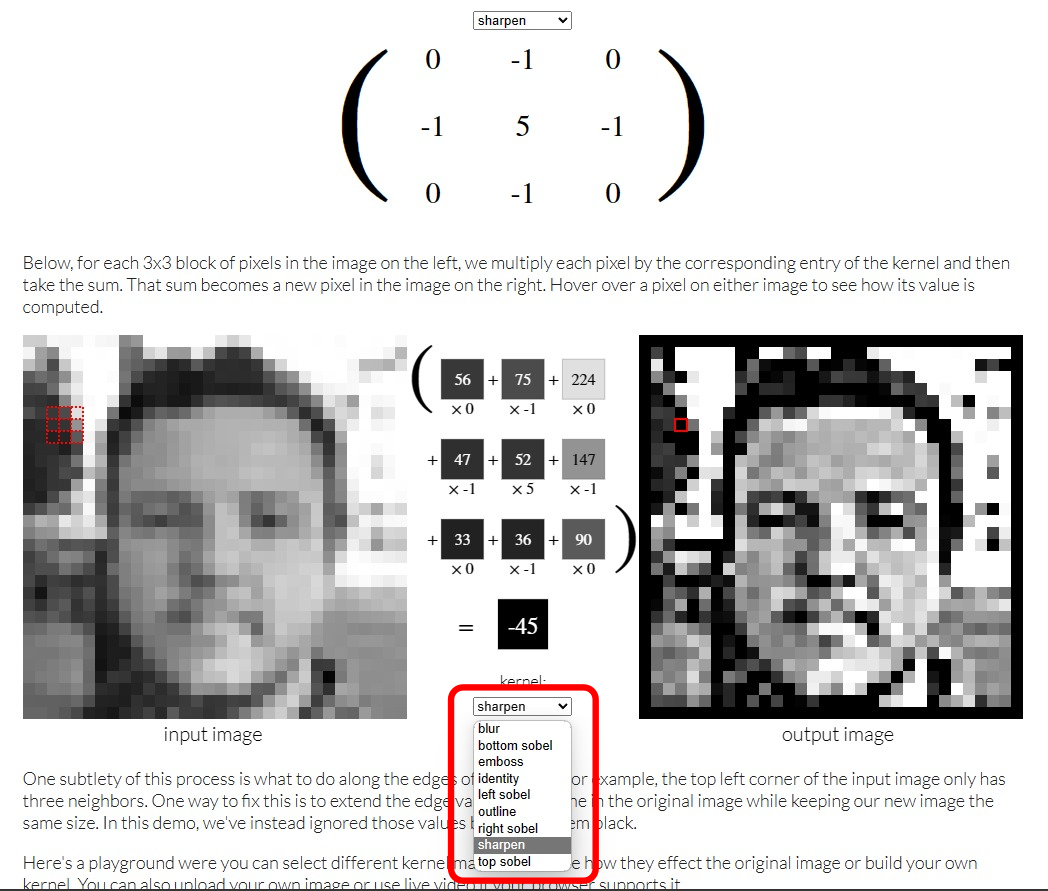 sharpen
0 -1 0
-1 5 -1
0 -1 0
Below, for each 3x3 block of pixels in the image on the left, we multiply each pixel by the corresponding entry of the kernel and then
take the sum. That sum becomes a new pixel in the image on the right. Hover over a pixel on either image to see how its value is
computed.
( 56 + 75 + 224
×0 ×-1 ×0
+ 47 + 52 + 147
×-1 ×5 ×-1
+ 33 + 36 + 90 )
×0 ×-1 ×0
= -45
kernel:
sharpen
blur
bottom sobel
emboss
identity
left sobel
outline
right sobel
sharpen
top sobel
input image
output image
One subtlety of this process is what to do along the edges of or example, the top left corner of the input image only has
three neighbors. One way to fix this is to extend the edge va in the original image while keeping our new image the
same size. In this demo, we've instead ignored those values black.
Here's a playground were you can select different kernel ma how they effect the original image or build your own
kernel. You can also upload your own image or use live video if your browser supports it.